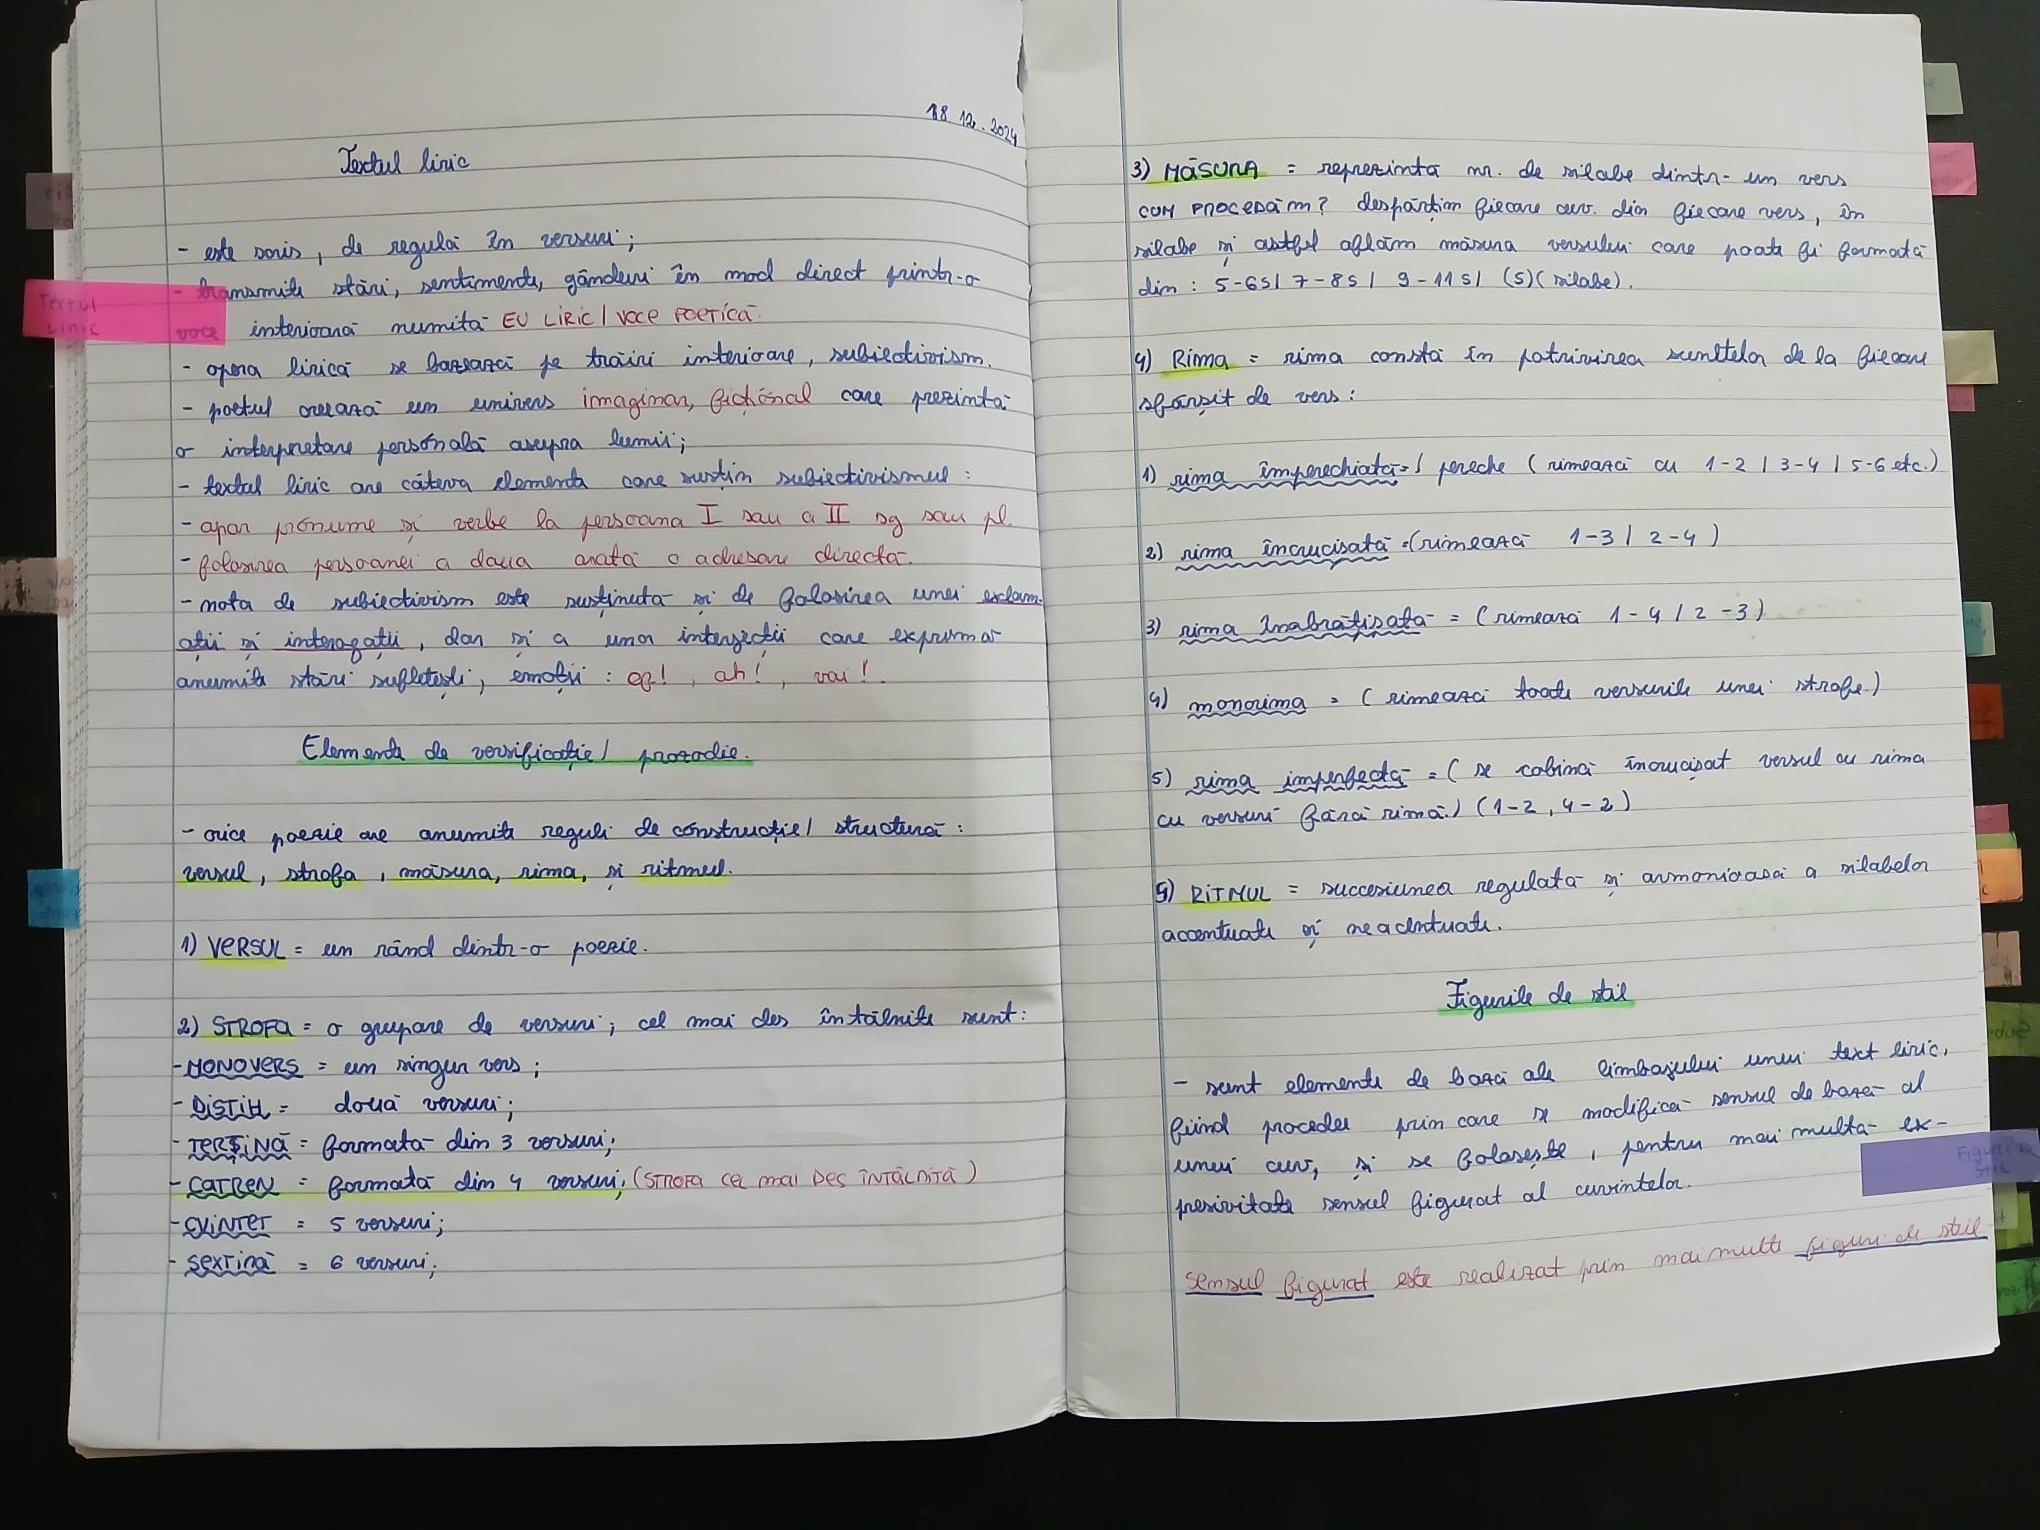 18.12.2024
Textul liric
- este scris, de regulă în versuri;
- transmite stări, sentimente, gânduri în mod direct printr-o
Textul
Liric
voce interioară numită EU LIRIC / VOCE POETICĂ.
- opera lirică se bazează pe trăiri interioare, subiectivism.
- poetul creează un univers imaginar, ficțional care prezintă
o interpretare personală asupra lumii;
- textul liric are câteva elemente care susțin subiectivismul:
- apar pronume și verbe la persoana I sau a II sg sau pl.
- folosirea persoanei a doua arată o adresare directă.
- nota de subiectivism este susținută și de folosirea unei exclam-
ații și interogații, dar și a unor interjecții care exprimă
anumite stări sufletești, emoții: of!, ah!, vai!.
Elemente de versificație / prozodie.
- orice poezie are anumite reguli de construcție / structură:
versul, strofa, măsura, rima, și ritmul.
1) VERSUL = un rând dintr-o poezie.
2) STROFA = o grupare de versuri; cel mai des întâlnite sunt:
- MONOVERS = un singur vers;
- DISTIH = două versuri;
- TERȚINĂ = formată din 3 versuri;
- CATREN = formată din 4 versuri; (STROFA CEL MAI DES ÎNTÂLNITĂ)
- CVINTET = 5 versuri;
- SEXTINĂ = 6 versuri;
3) MĂSURA = reprezintă nr. de silabe dintr-un vers
CUM PROCEDĂM? despărțim fiecare cuv. din fiecare vers, în
silabe și astfel aflăm măsura versului care poate fi formată
din: 5-6s / 7-8s / 9-11s / (s)(silabe).
4) Rima = rima constă în potrivirea sunetelor de la fiecare
sfârșit de vers:
1) rima împerechiată = / pereche (rimează cu 1-2 / 3-4 / 5-6 etc.)
2) rima încrucișată = (rimează 1-3 / 2-4)
3) rima înabrățișată = (rimează 1-4 / 2-3)
4) monorima = (rimează toate versurile unei strofe.)
5) rima imperfectă = (se cobină încrucișat versul cu rima
cu versuri fără rimă.) (1-2, 4-2)
5) RITMUL = succesiunea regulată și armonioasă a silabelor
accentuate și neaccentuate.
Figurile de stil
- sunt elemente de bază ale limbajului unui text liric,
fiind procedee prin care se modifică sensul de bază al
unui cuv, și se folosește, pentru mai multă ex-
presivitate sensul figurat al cuvintelor.
Sensul figurat este realizat prin mai multe figuri de stil